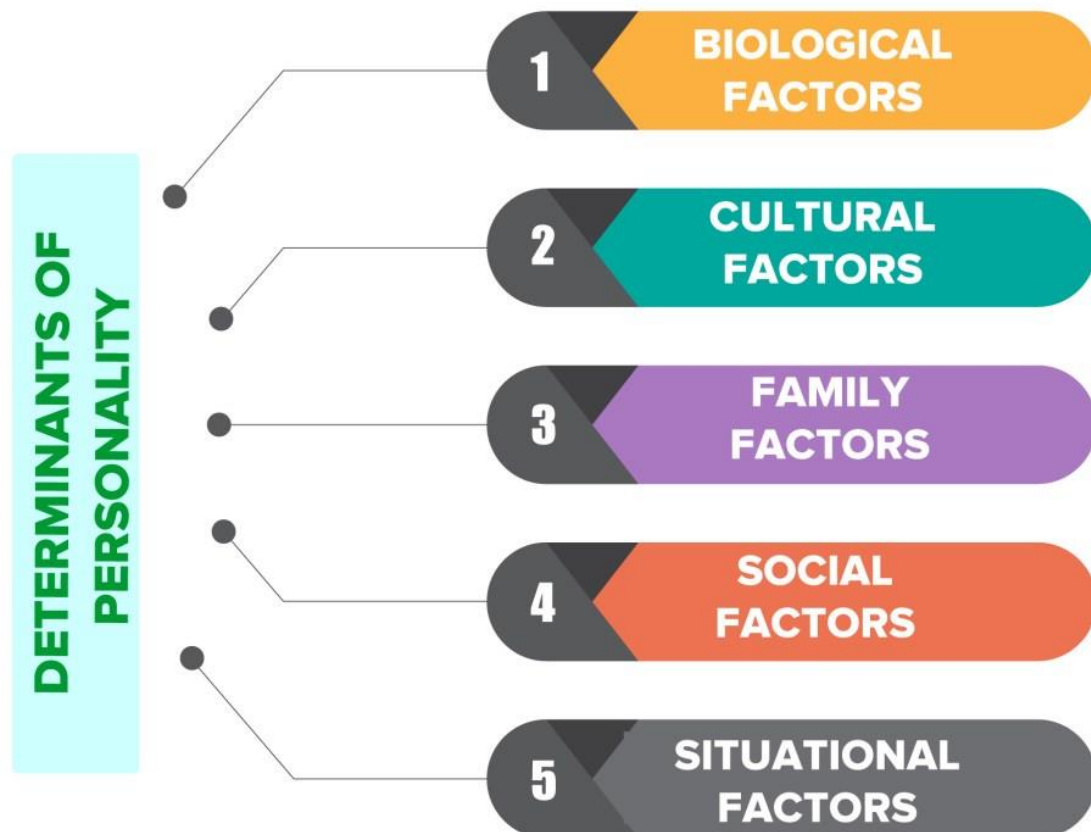 DETERMINANTS OF
PERSONALITY
1
BIOLOGICAL
FACTORS
2
CULTURAL
FACTORS
3
FAMILY
FACTORS
4
SOCIAL
FACTORS
5
SITUATIONAL
FACTORS